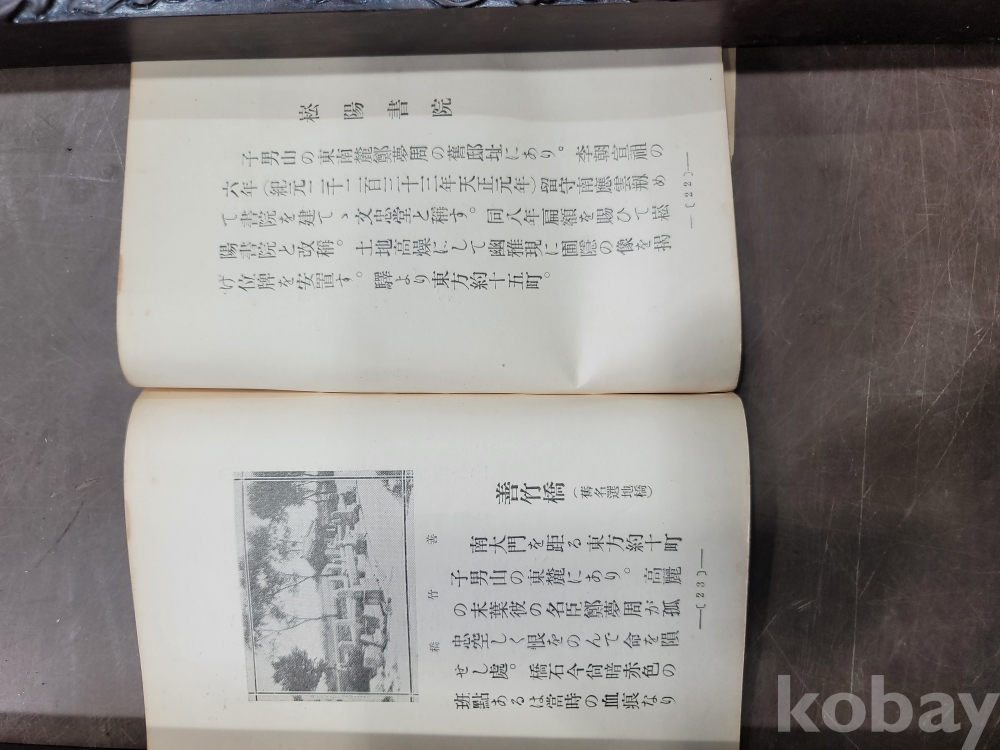 崧陽書院
子男山の東南麓鄭夢周の舊邸址にあり。李朝宣祖の
六年(紀元二千二百三十三年天正元年)留守南應雲剏め
て書院を建てゝ文忠堂と稱す。同八年扁額を賜ひて崧
陽書院と改稱。土地高燥にして幽雅現に圃隱の像を揭
げ位牌を安置す。驛より東方約十五町。
—(22)—
善竹橋(舊名選地橋)
南大門を距る東方約十町
子男山の東麓にあり。高麗
の末葉彼の名臣鄭夢周が孤
忠空しく恨をのんで命を隕
せし處。橋石今尙暗赤色の
斑點あるは當時の血痕なり
善竹橋
—(23)—
kobay